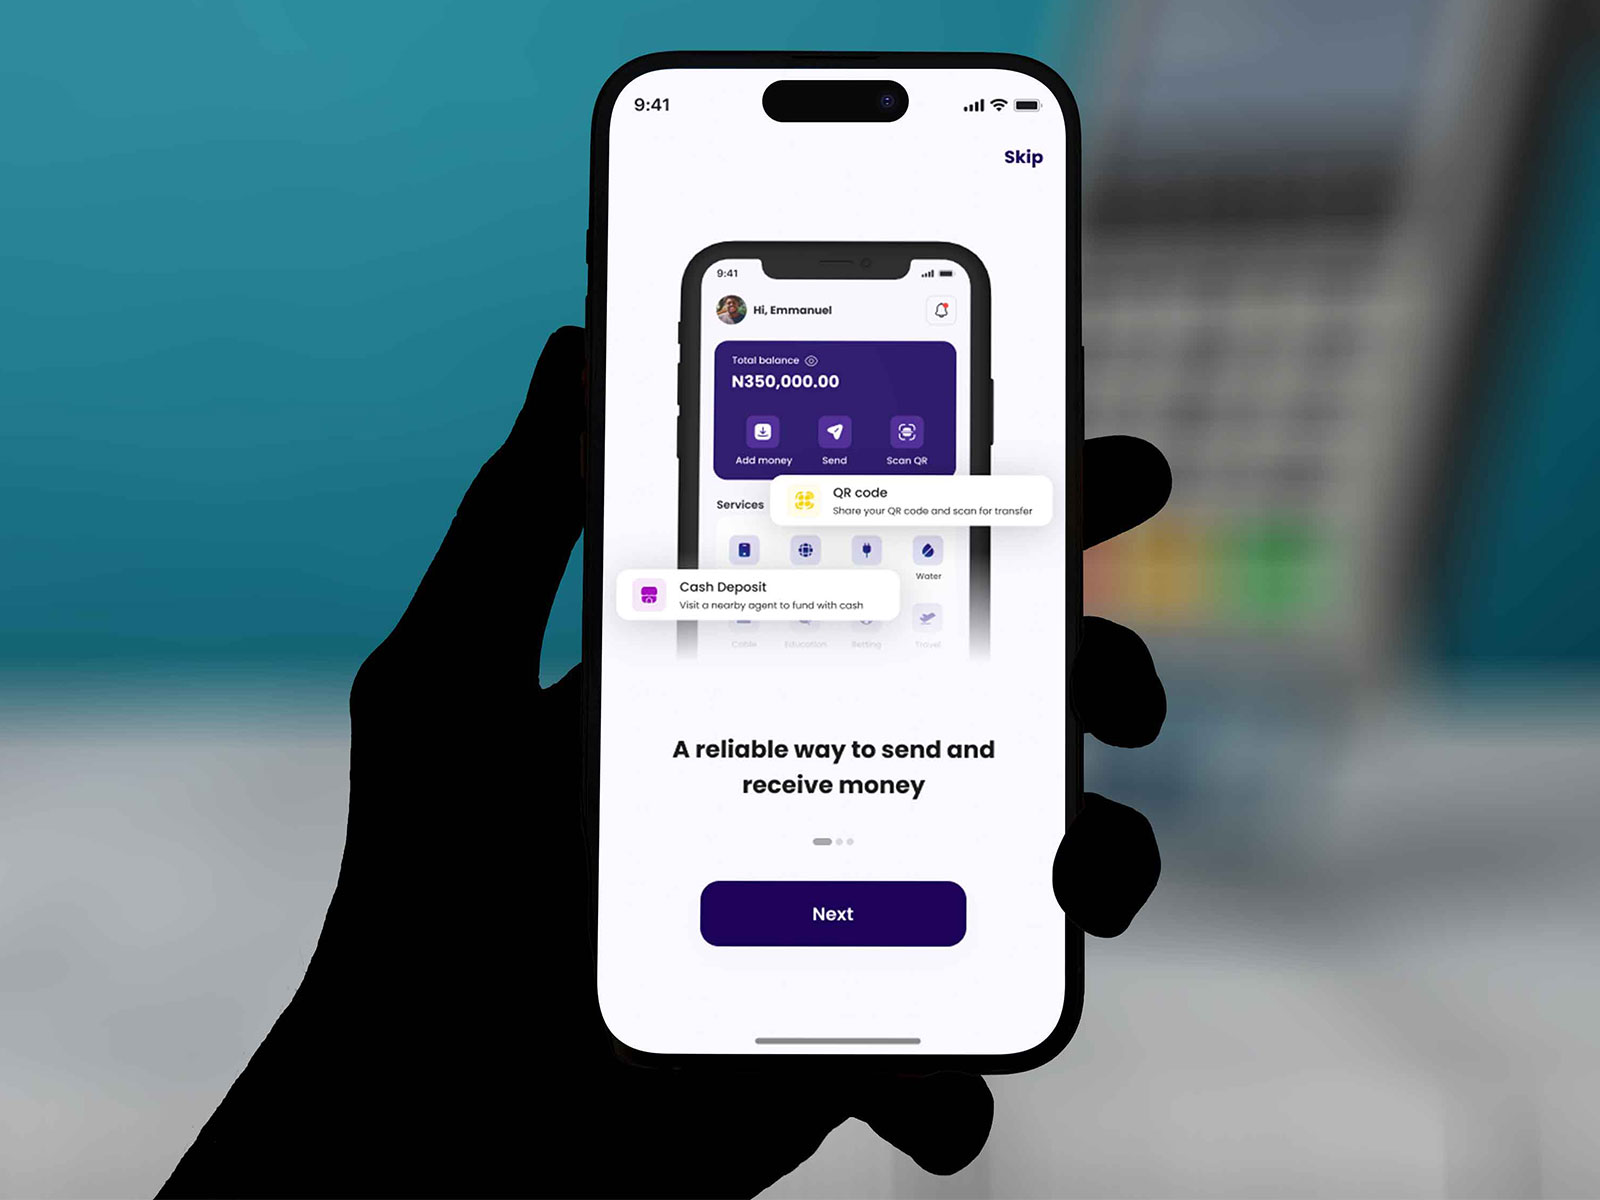 9:41
Skip
9:41
Hi, Emmanuel
Total balance
N350,000.00
Add money
Send
Scan QR
Services
QR code
Share your QR code and scan for transfer
Water
Cash Deposit
Visit a nearby agent to fund with cash
Cable
Education
Betting
Travel
A reliable way to send and
receive money
Next